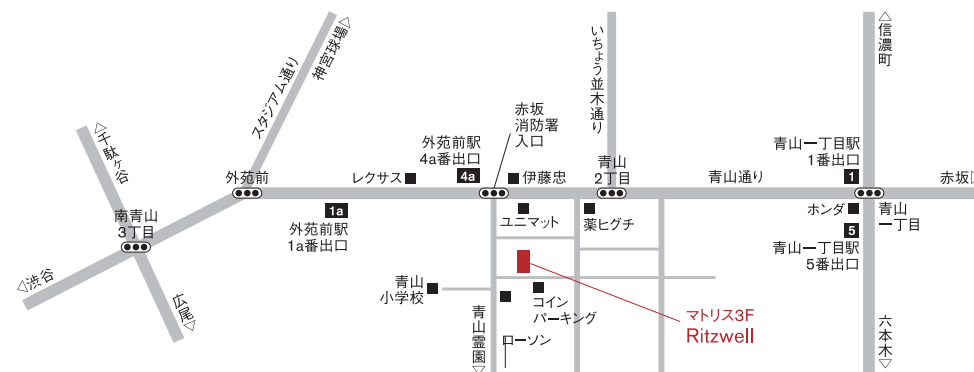 神宮球場▷
スタジアム通り
いちょう並木通り
△信濃町
赤坂
消防署
入口
外苑前駅
4a番出口
4a
青山一丁目駅
1番出口
1
△千駄ヶ谷
外苑前
レクサス
伊藤忠
青山
2丁目
青山通り
赤坂
南青山
3丁目
1a
外苑前駅
1a番出口
ユニマット
薬ヒグチ
ホンダ
青山
一丁目
5
青山一丁目駅
5番出口
◁渋谷
広尾▷
青山
小学校
コイン
パーキング
ローソン
青山霊園▽
マトリス3F
Ritzwell
六本木▽